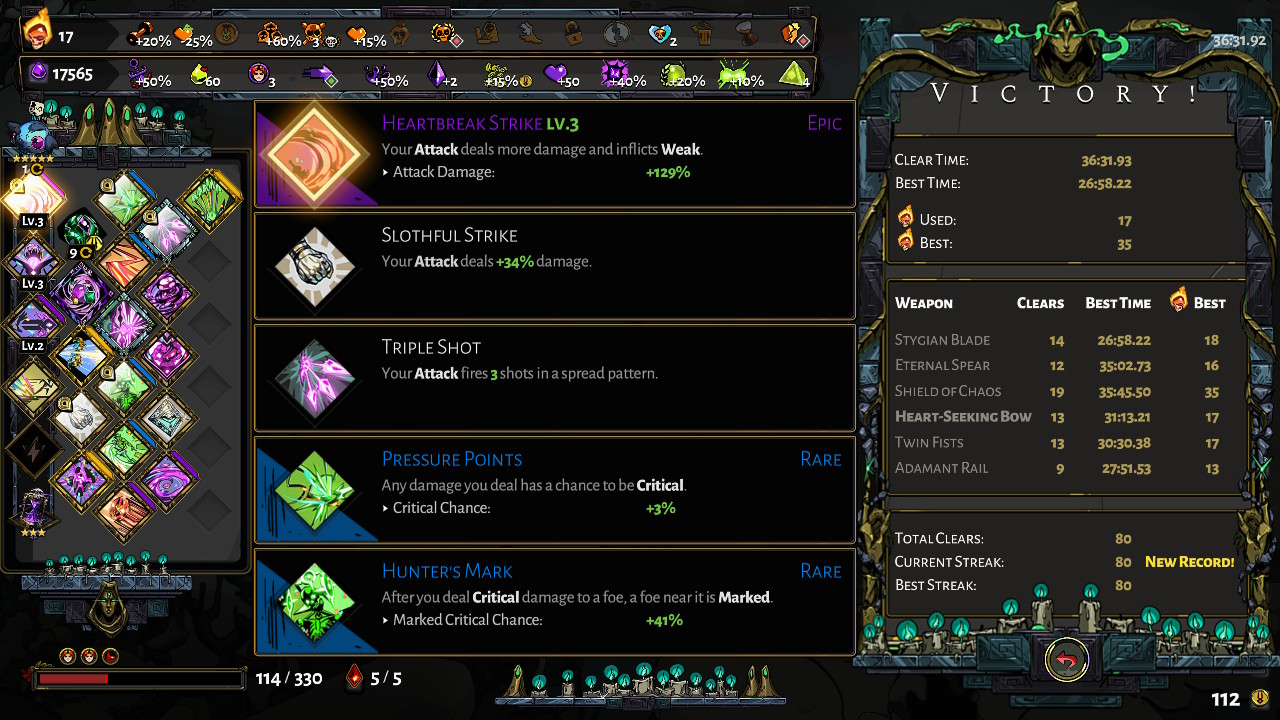 17
+20%
-25%
+60%
3
+15%
2
17565
+50%
60
3
+50%
+2
+15%
+50
+40%
+20%
+10%
4
1
Lv.3
9
Lv.3
Lv.2
HEARTBREAK STRIKE LV.3 EPIC
Your Attack deals more damage and inflicts Weak.
Attack Damage: +129%
SLOTHFUL STRIKE
Your Attack deals +34% damage.
TRIPLE SHOT
Your Attack fires 3 shots in a spread pattern.
PRESSURE POINTS RARE
Any damage you deal has a chance to be Critical.
Critical Chance: +3%
HUNTER'S MARK RARE
After you deal Critical damage to a foe, a foe near it is Marked.
Marked Critical Chance: +41%
114 / 330
5 / 5
36:31.92
VICTORY!
CLEAR TIME: 36:31.93
BEST TIME: 26:58.22
USED: 17
BEST: 35
WEAPON CLEARS BEST TIME BEST
STYGIAN BLADE 14 26:58.22 18
ETERNAL SPEAR 12 35:02.73 16
SHIELD OF CHAOS 19 35:45.50 35
HEART-SEEKING BOW 13 31:13.21 17
TWIN FISTS 13 30:30.38 17
ADAMANT RAIL 9 27:51.53 13
TOTAL CLEARS: 80
CURRENT STREAK: 80 NEW RECORD!
BEST STREAK: 80
112